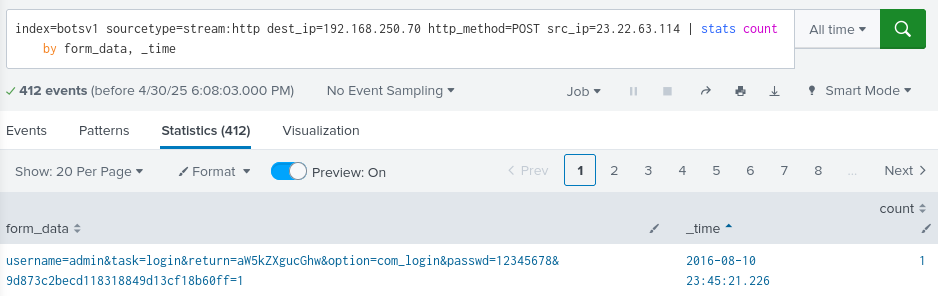 index=botsv1 sourcetype=stream:http dest_ip=192.168.250.70 http_method=POST src_ip=23.22.63.114 | stats count
by form_data, _time
All time
412 events (before 4/30/25 6:08:03.000 PM)
No Event Sampling
Job
Smart Mode
Events
Patterns
Statistics (412)
Visualization
Show: 20 Per Page
Format
Preview: On
Prev
1
2
3
4
5
6
7
8
...
Next
form_data
_time
count
username=admin&task=login&return=aW5kZXgucGhw&option=com_login&passwd=12345678&
9d873c2becd118318849d13cf18b60ff=1
2016-08-10
23:45:21.226
1